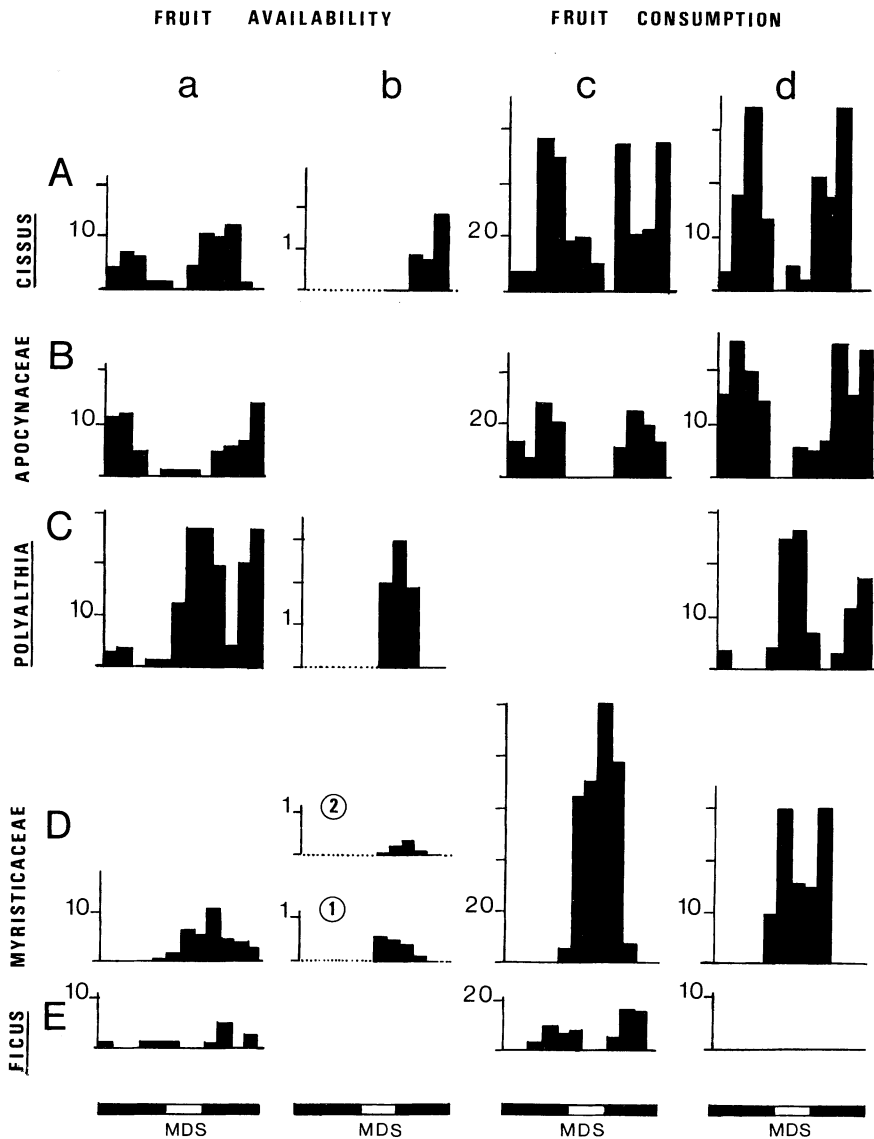 FRUIT AVAILABILITY FRUIT CONSUMPTION
a b c d
A
CISSUS
10 1 20 10
B
APOCYNACEAE
10 20 10
C
POLYALTHIA
10 1 10
D
MYRISTICACEAE
1 2
10 1 1 20 10
E
FICUS
10 20 10
MDS MDS MDS MDS